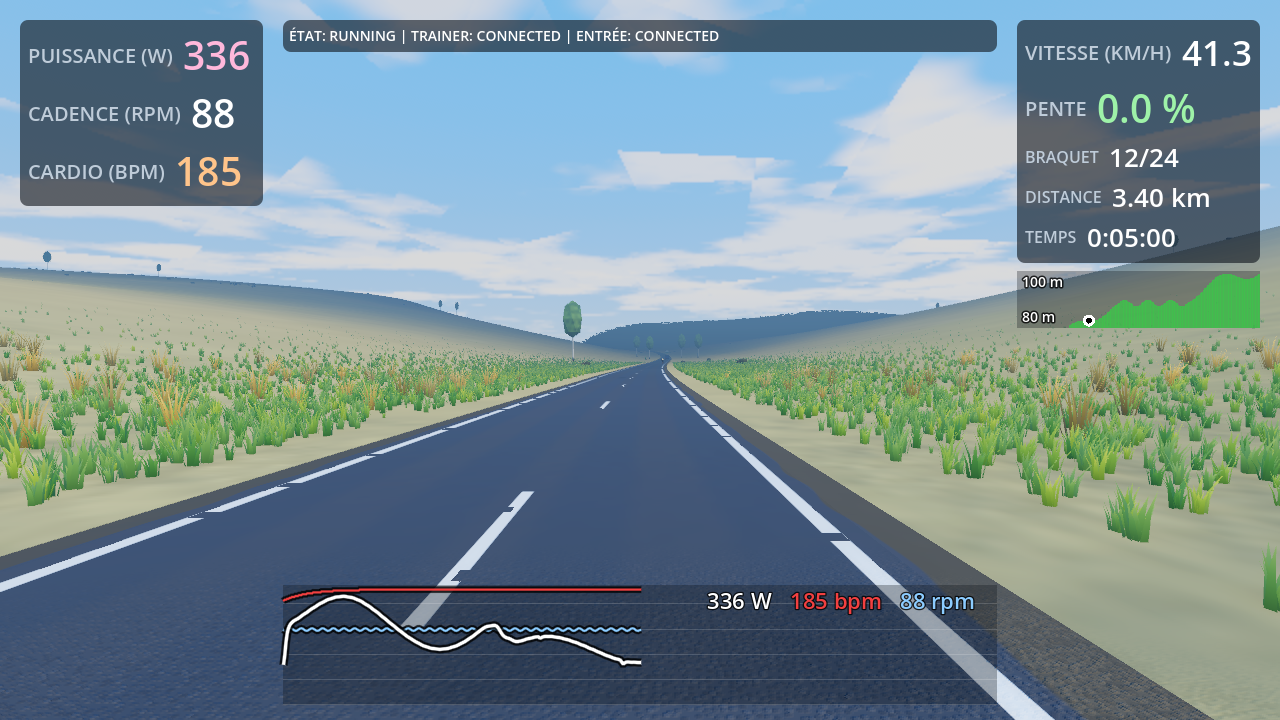 PUISSANCE (W) 336
CADENCE (RPM) 88
CARDIO (BPM) 185
ÉTAT: RUNNING | TRAINER: CONNECTED | ENTRÉE: CONNECTED
VITESSE (KM/H) 41.3
PENTE 0.0 %
BRAQUET 12/24
DISTANCE 3.40 km
TEMPS 0:05:00
100 m
80 m
336 W 185 bpm 88 rpm